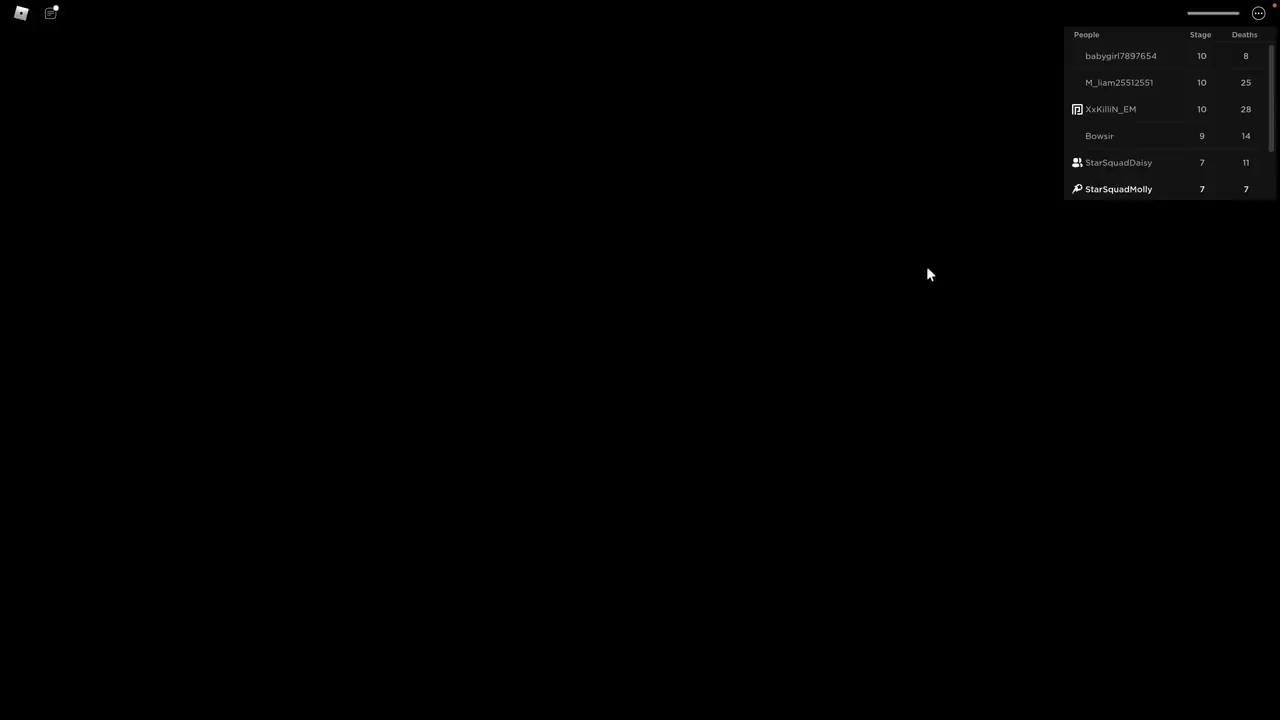 People Stage Deaths
babygirl7897654 10 8
M_liam25512551 10 25
XxKilliN_EM 10 28
Bowsir 9 14
StarSquadDaisy 7 11
StarSquadMolly 7 7